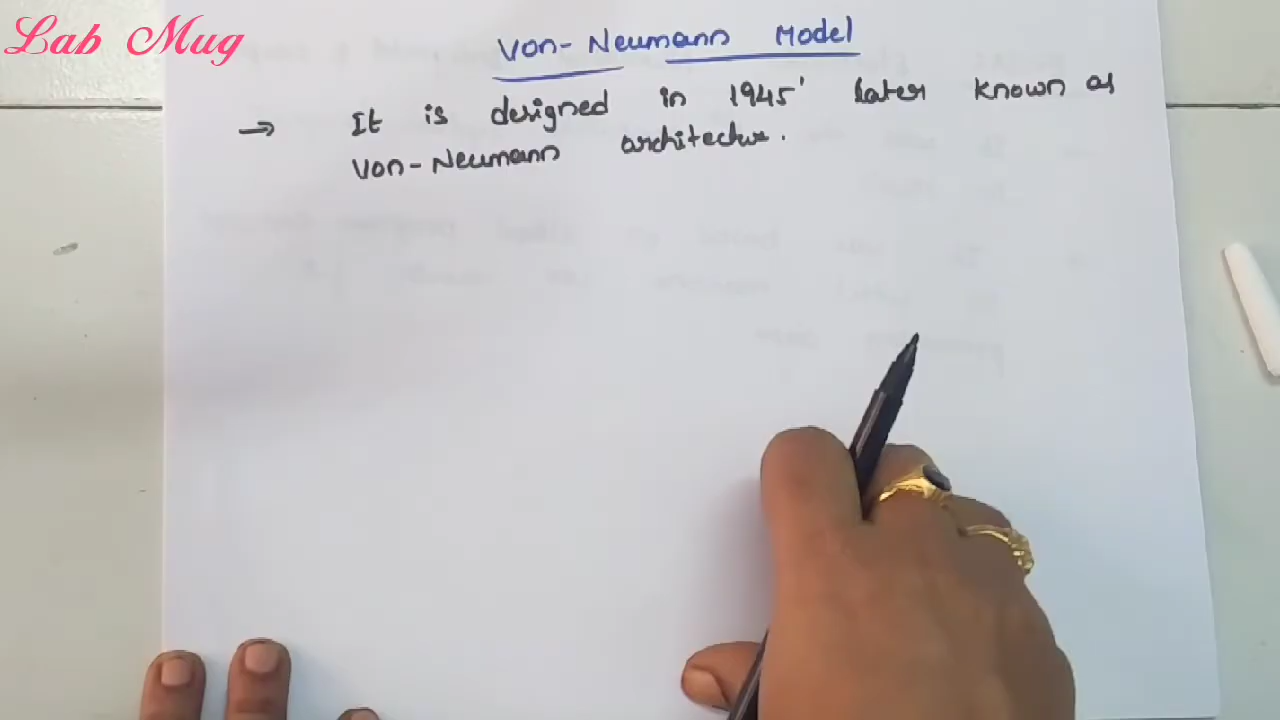 Lab Mug
Von-Neumann Model
→ It is designed in 1945' later known as
Von-Neumann architecture.